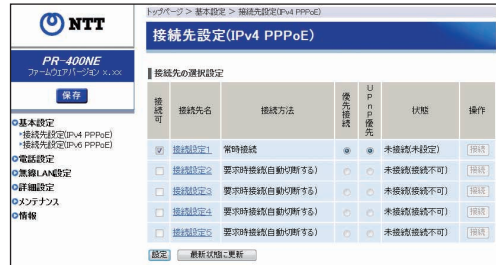 NTT
PR-400NE
ファームウェアバージョン x.xx
保存
基本設定
接続先設定(IPv4 PPPoE)
接続先設定(IPv6 PPPoE)
電話設定
無線LAN設定
詳細設定
メンテナンス
情報
トップページ > 基本設定 > 接続先設定(IPv4 PPPoE)
接続先設定(IPv4 PPPoE)
接続先の選択設定
接続可 接続先名 接続方法 優先接続 UPnP優先 状態 操作
接続設定1 常時接続 未接続(未設定) 接続
接続設定2 要求時接続(自動切断する) 未接続(接続不可) 接続
接続設定3 要求時接続(自動切断する) 未接続(接続不可) 接続
接続設定4 要求時接続(自動切断する) 未接続(接続不可) 接続
接続設定5 要求時接続(自動切断する) 未接続(接続不可) 接続
設定 最新状態に更新